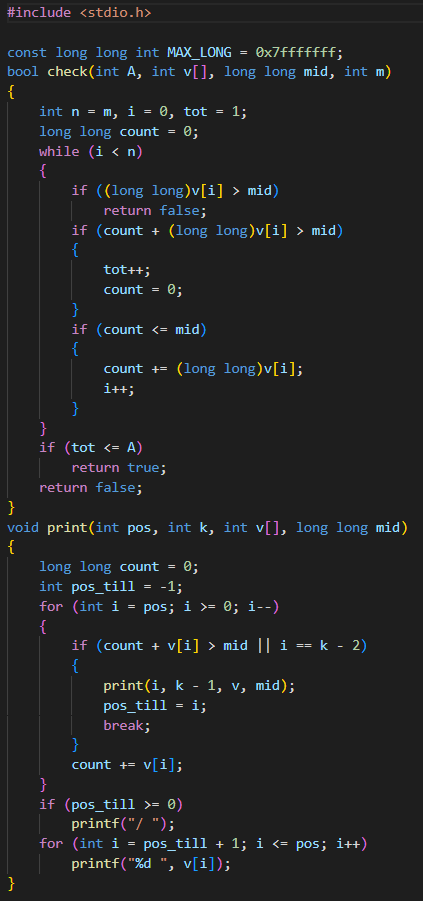 #include <stdio.h>

const long long int MAX_LONG = 0x7fffffff;
bool check(int A, int v[], long long mid, int m)
{
    int n = m, i = 0, tot = 1;
    long long count = 0;
    while (i < n)
    {
        if ((long long)v[i] > mid)
            return false;
        if (count + (long long)v[i] > mid)
        {
            tot++;
            count = 0;
        }
        if (count <= mid)
        {
            count += (long long)v[i];
            i++;
        }
    }
    if (tot <= A)
        return true;
    return false;
}
void print(int pos, int k, int v[], long long mid)
{
    long long count = 0;
    int pos_till = -1;
    for (int i = pos; i >= 0; i--)
    {
        if (count + v[i] > mid || i == k - 2)
        {
            print(i, k - 1, v, mid);
            pos_till = i;
            break;
        }
        count += v[i];
    }
    if (pos_till >= 0)
        printf("/ ");
    for (int i = pos_till + 1; i <= pos; i++)
        printf("%d ", v[i]);
}